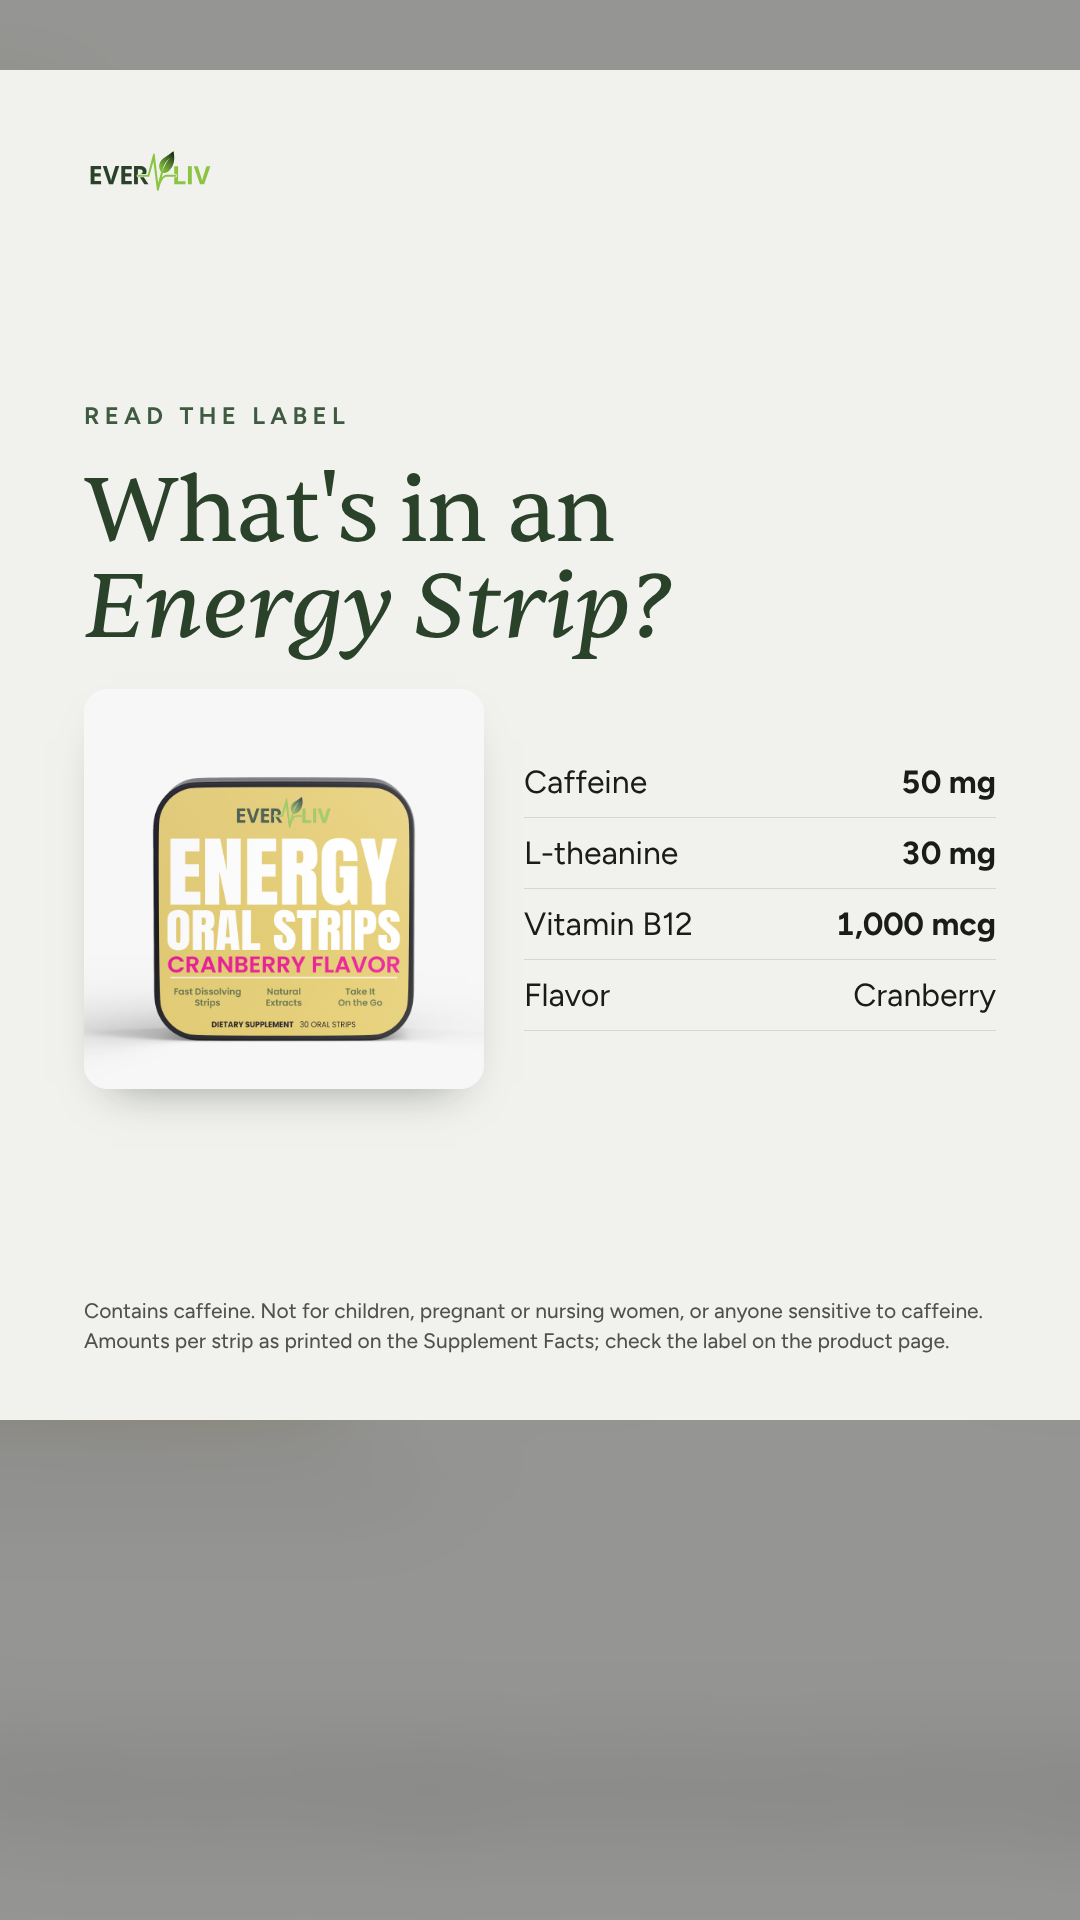 EVERLIV
READ THE LABEL
What's in an
Energy Strip?
EVERLIV
ENERGY
ORAL STRIPS
CRANBERRY FLAVOR
Fast Dissolving Strips
Natural Extracts
Take It On the Go
DIETARY SUPPLEMENT 30 ORAL STRIPS
Caffeine 50 mg
L-theanine 30 mg
Vitamin B12 1,000 mcg
Flavor Cranberry
Contains caffeine. Not for children, pregnant or nursing women, or anyone sensitive to caffeine.
Amounts per strip as printed on the Supplement Facts; check the label on the product page.